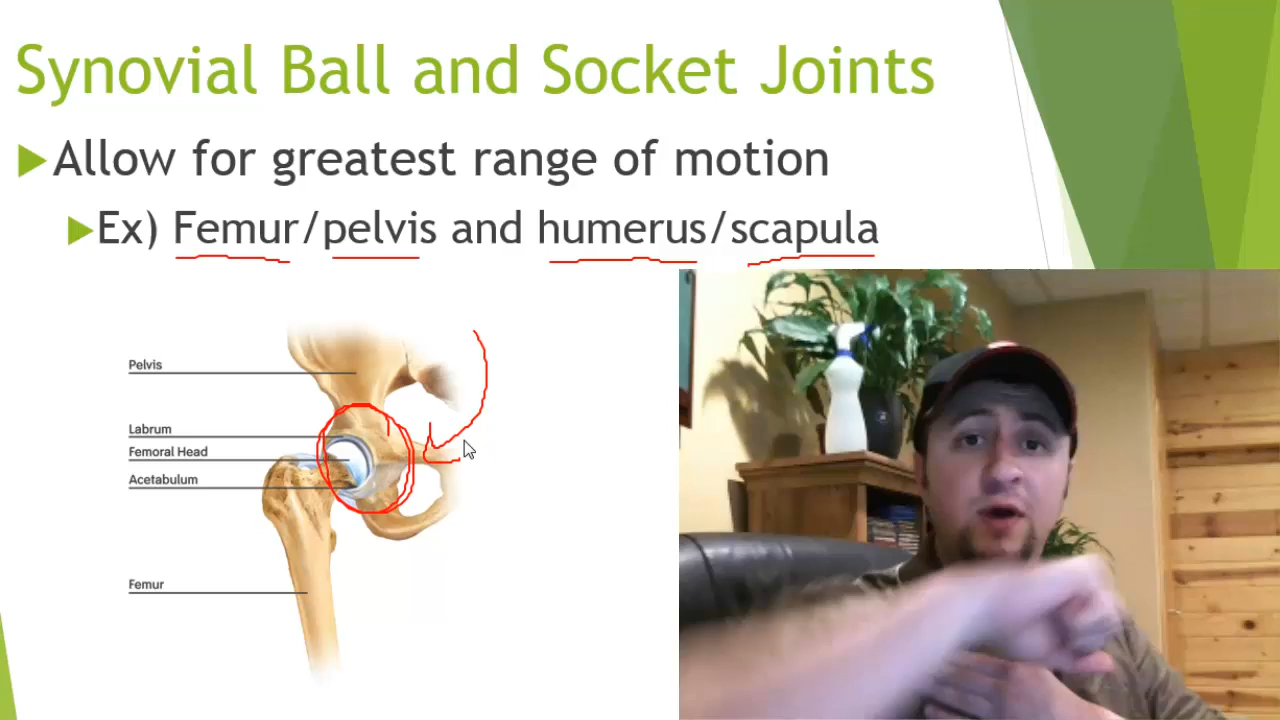 Synovial Ball and Socket Joints
Allow for greatest range of motion
Ex) Femur/pelvis and humerus/scapula
Pelvis
Labrum
Femoral Head
Acetabulum
Femur